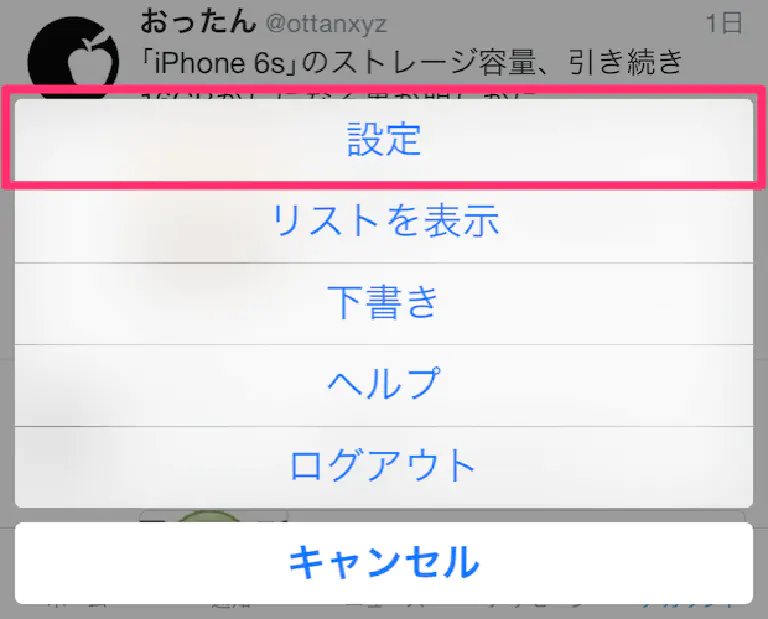 おったん @ottanxyz 1日
「iPhone 6s」のストレージ容量、引き続き
設定
リストを表示
下書き
ヘルプ
ログアウト
キャンセル